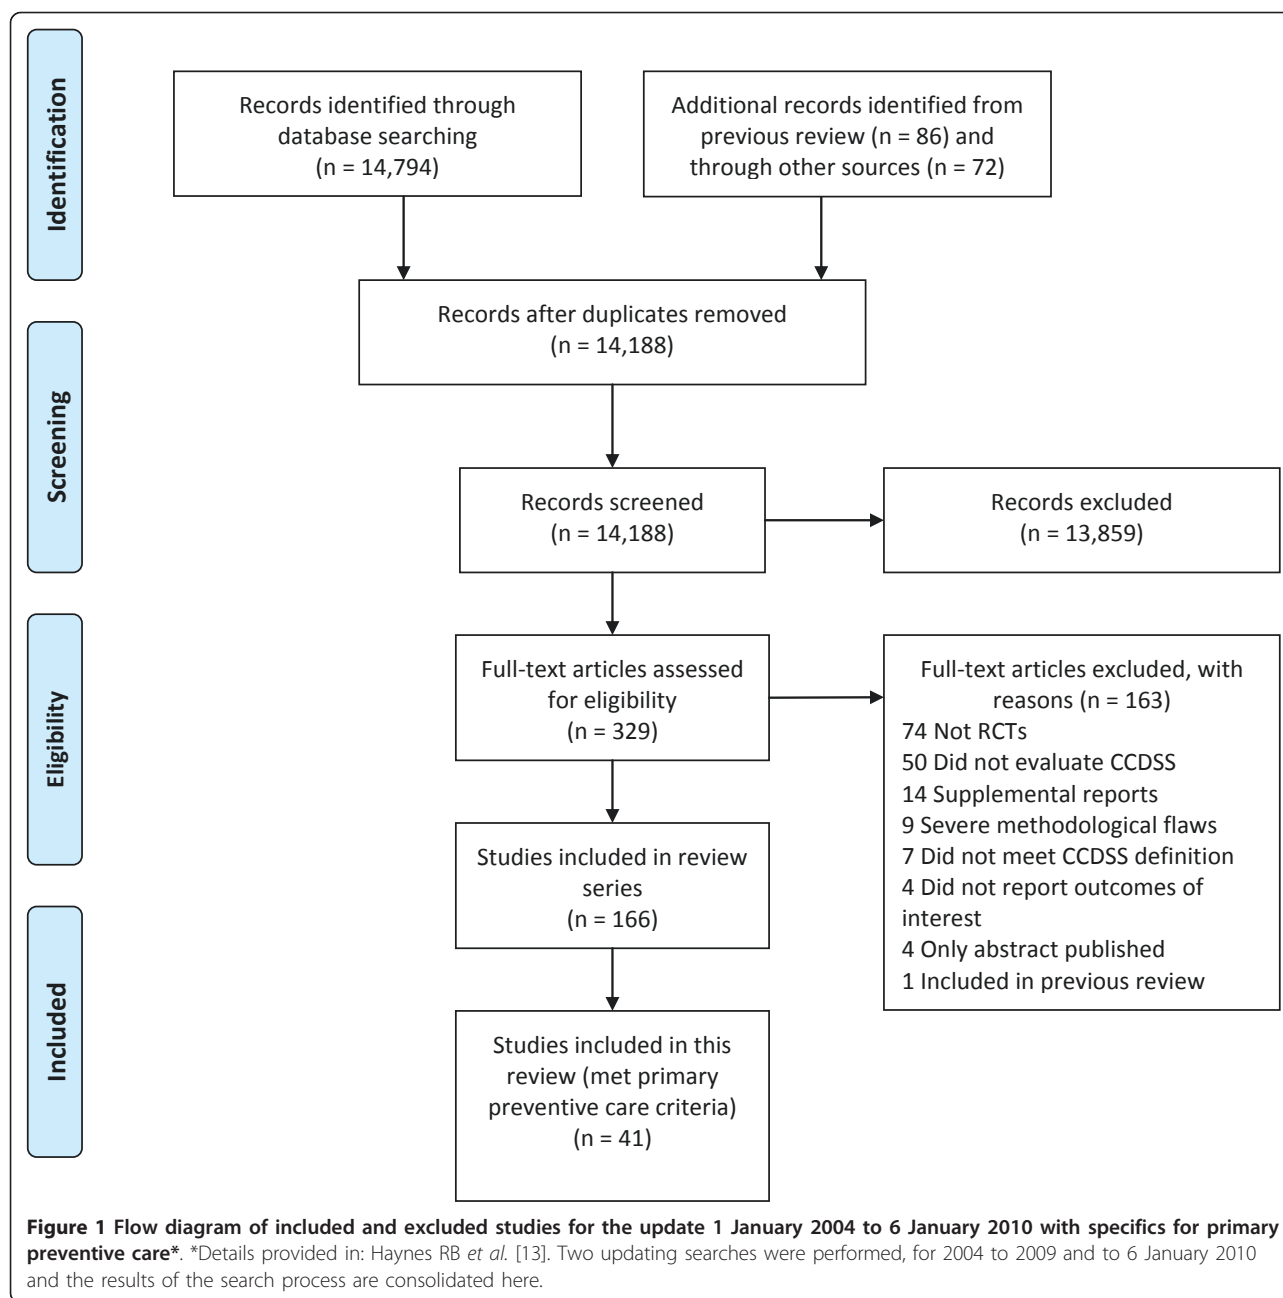 Identification
Records identified through
database searching
(n = 14,794)
Additional records identified from
previous review (n = 86) and
through other sources (n = 72)
Screening
Records after duplicates removed
(n = 14,188)
Records screened
(n = 14,188)
Records excluded
(n = 13,859)
Eligibility
Full-text articles assessed
for eligibility
(n = 329)
Full-text articles excluded, with
reasons (n = 163)
74 Not RCTs
50 Did not evaluate CCDSS
14 Supplemental reports
9 Severe methodological flaws
7 Did not meet CCDSS definition
4 Did not report outcomes of
interest
4 Only abstract published
1 Included in previous review
Studies included in review
series
(n = 166)
Included
Studies included in this
review (met primary
preventive care criteria)
(n = 41)
Figure 1 Flow diagram of included and excluded studies for the update 1 January 2004 to 6 January 2010 with specifics for primary
preventive care*. *Details provided in: Haynes RB et al. [13]. Two updating searches were performed, for 2004 to 2009 and to 6 January 2010
and the results of the search process are consolidated here.